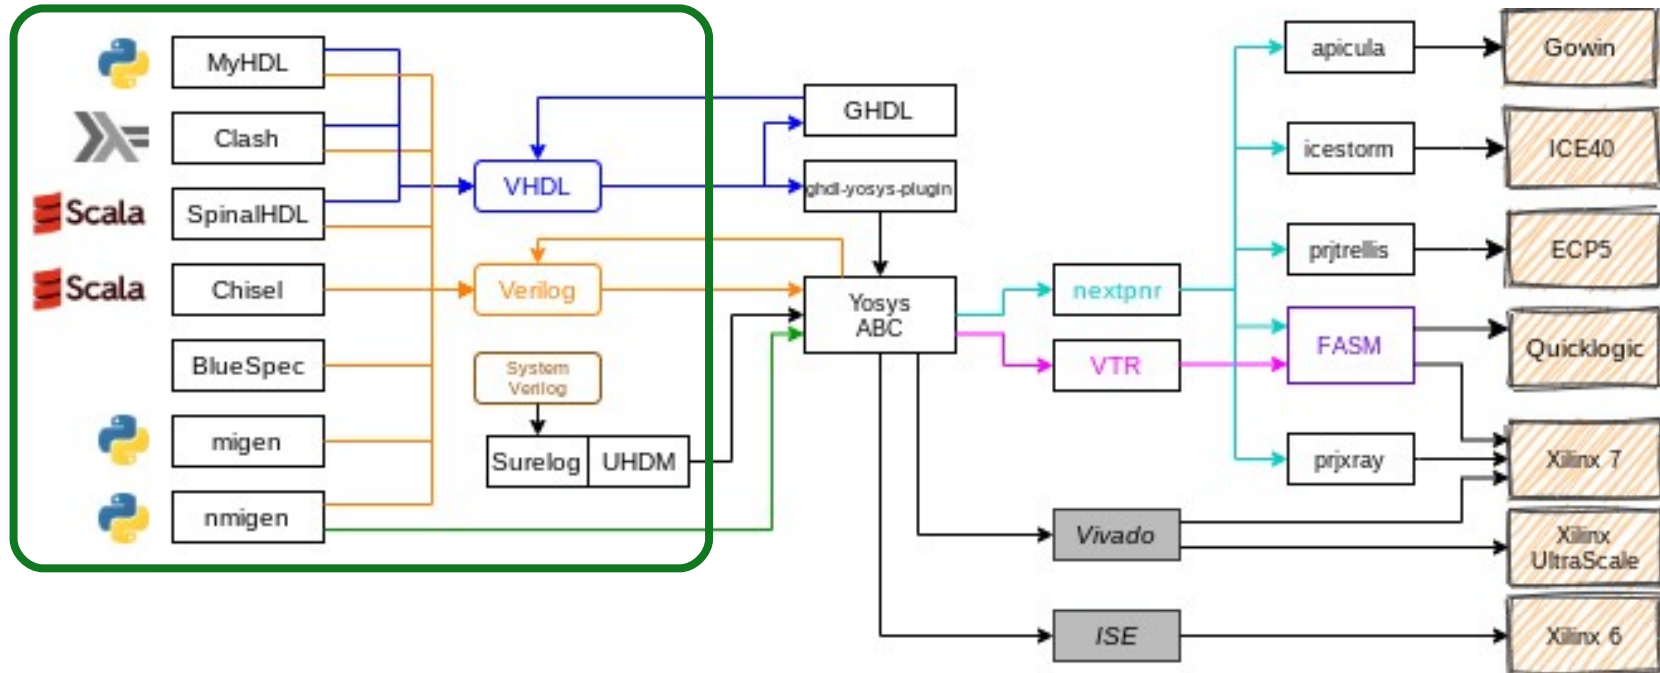 MyHDL
Clash
Scala
SpinalHDL
Scala
Chisel
BlueSpec
migen
nmigen
VHDL
Verilog
System
Verilog
Surelog
UHDM
GHDL
ghdl-yosys-plugin
Yosys
ABC
nextpnr
VTR
Vivado
ISE
apicula
icestorm
prjtrellis
FASM
prjxray
Gowin
ICE40
ECP5
Quicklogic
Xilinx 7
Xilinx
UltraScale
Xilinx 6